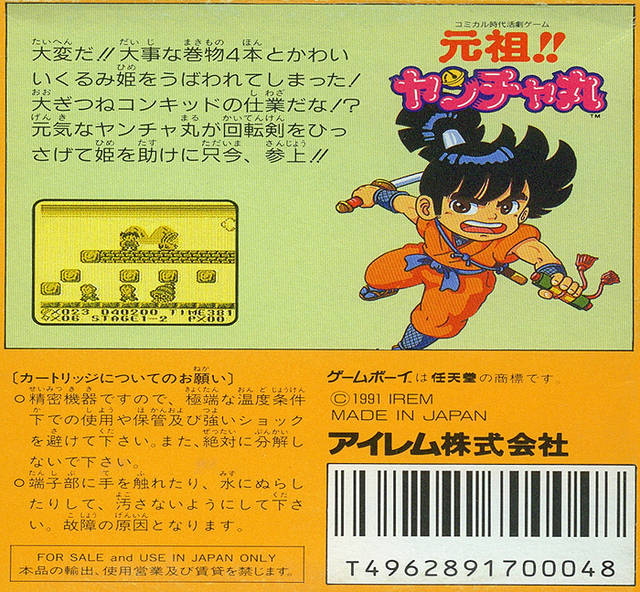 コミカル時代活劇ゲーム
元祖!!
ヤンチャ丸
TM
大変だ!!大事な巻物4本とかわい
いくるみ姫をうばわれてしまった!
大ぎつねコンキッドの仕業だな!?
元気なヤンチャ丸が回転剣をひっ
さげて姫を助けに只今、参上!!
023 040200 TIME381
06 STAGE1-2 P×00
[カートリッジについてのお願い]
○精密機器ですので、極端な温度条件
下での使用や保管及び強いショック
を避けて下さい。また、絶対に分解し
ないで下さい。
○端子部に手を触れたり、水にぬらし
たりして、汚さないようにして下さ
い。故障の原因となります。
FOR SALE and USE IN JAPAN ONLY
本品の輸出、使用営業及び賃貸を禁じます。
ゲームボーイは任天堂の商標です。
©1991 IREM
MADE IN JAPAN
アイレム株式会社
T4962891700048